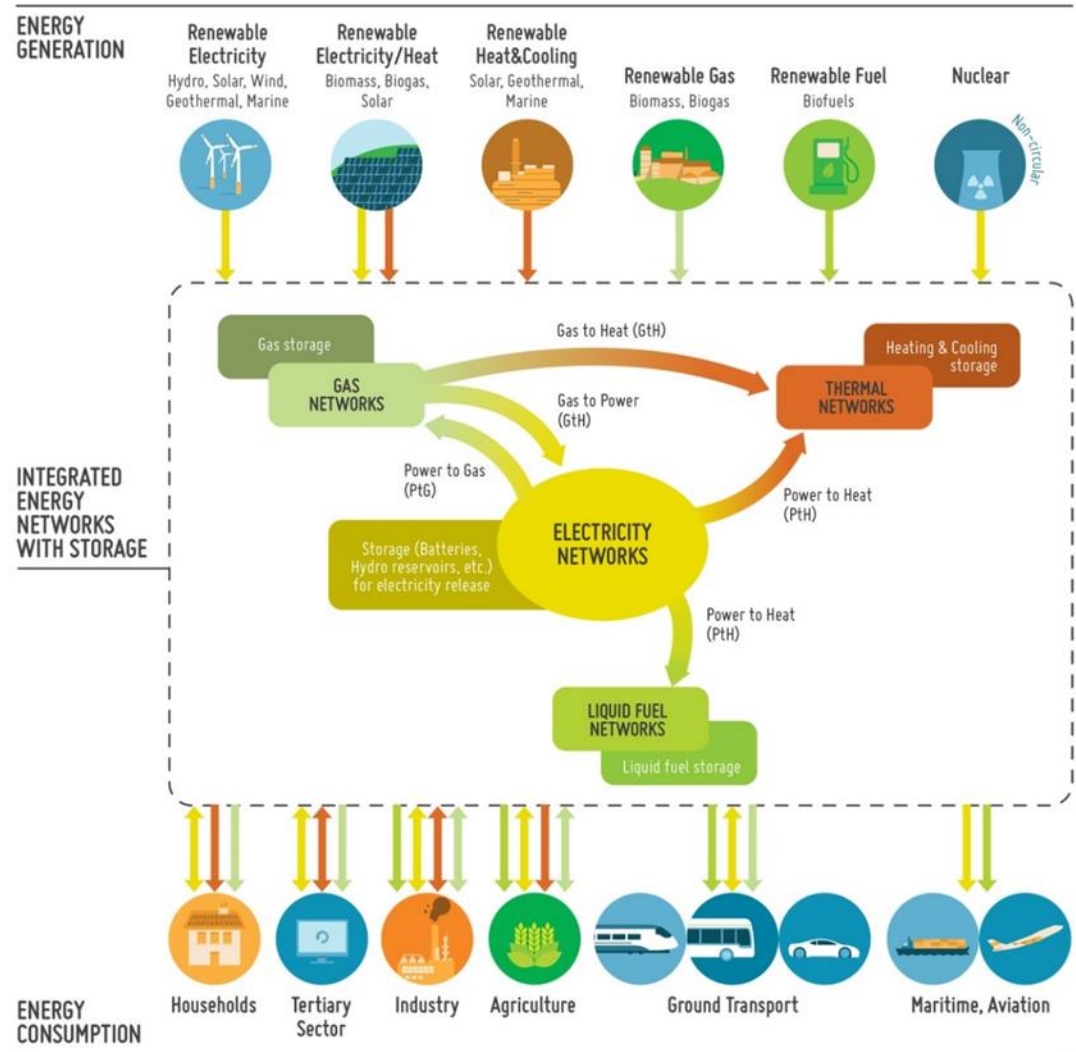 ENERGY
GENERATION
Renewable
Electricity
Hydro, Solar, Wind,
Geothermal, Marine
Renewable
Electricity/Heat
Biomass, Biogas,
Solar
Renewable
Heat&Cooling
Solar, Geothermal,
Marine
Renewable Gas
Biomass, Biogas
Renewable Fuel
Biofuels
Nuclear
Non-circular
INTEGRATED
ENERGY
NETWORKS
WITH STORAGE
Gas storage
GAS
NETWORKS
Gas to Heat (GtH)
Heating & Cooling
storage
THERMAL
NETWORKS
Gas to Power
(GtH)
Power to Gas
(PtG)
Power to Heat
(PtH)
ELECTRICITY
NETWORKS
Storage (Batteries,
Hydro reservoirs, etc.)
for electricity release
Power to Heat
(PtH)
LIQUID FUEL
NETWORKS
Liquid fuel storage
ENERGY
CONSUMPTION
Households
Tertiary
Sector
Industry
Agriculture
Ground Transport
Maritime, Aviation